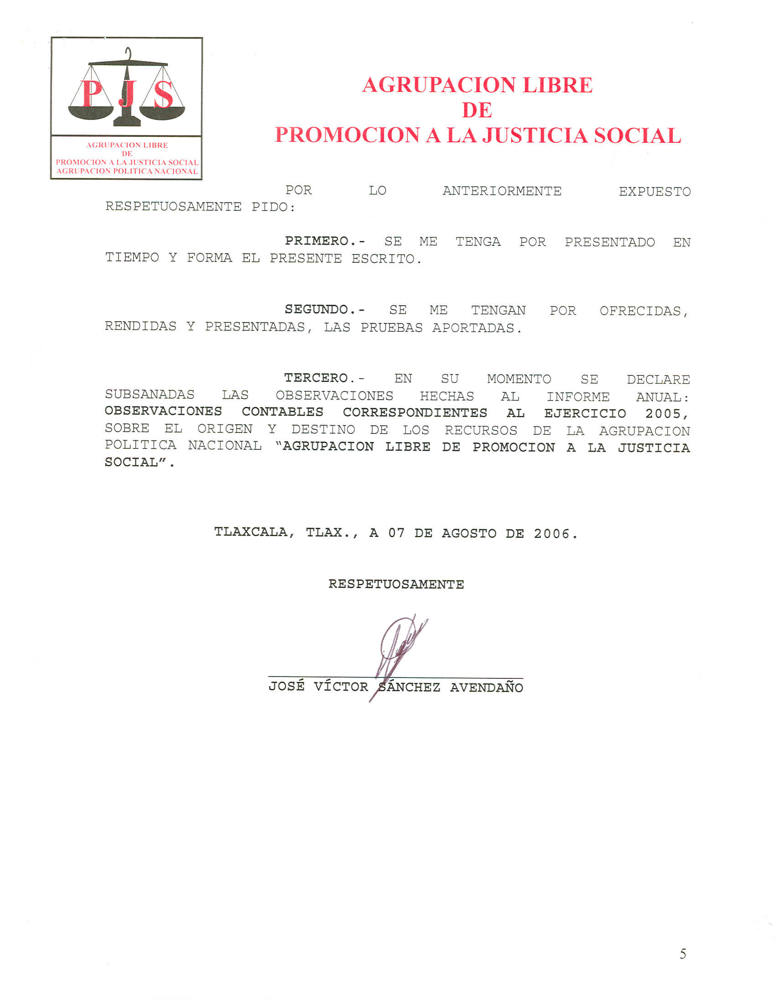 P J S
AGRUPACION LIBRE
DE
PROMOCION A LA JUSTICIA SOCIAL
AGRUPACION POLITICA NACIONAL
AGRUPACION LIBRE
DE
PROMOCION A LA JUSTICIA SOCIAL
POR LO ANTERIORMENTE EXPUESTO
RESPETUOSAMENTE PIDO:
PRIMERO.- SE ME TENGA POR PRESENTADO EN
TIEMPO Y FORMA EL PRESENTE ESCRITO.
SEGUNDO.- SE ME TENGAN POR OFRECIDAS,
RENDIDAS Y PRESENTADAS, LAS PRUEBAS APORTADAS.
TERCERO.- EN SU MOMENTO SE DECLARE
SUBSANADAS LAS OBSERVACIONES HECHAS AL INFORME ANUAL:
OBSERVACIONES CONTABLES CORRESPONDIENTES AL EJERCICIO 2005,
SOBRE EL ORIGEN Y DESTINO DE LOS RECURSOS DE LA AGRUPACION
POLITICA NACIONAL "AGRUPACION LIBRE DE PROMOCION A LA JUSTICIA
SOCIAL".
TLAXCALA, TLAX., A 07 DE AGOSTO DE 2006.
RESPETUOSAMENTE
JOSÉ VÍCTOR SÁNCHEZ AVENDAÑO
5